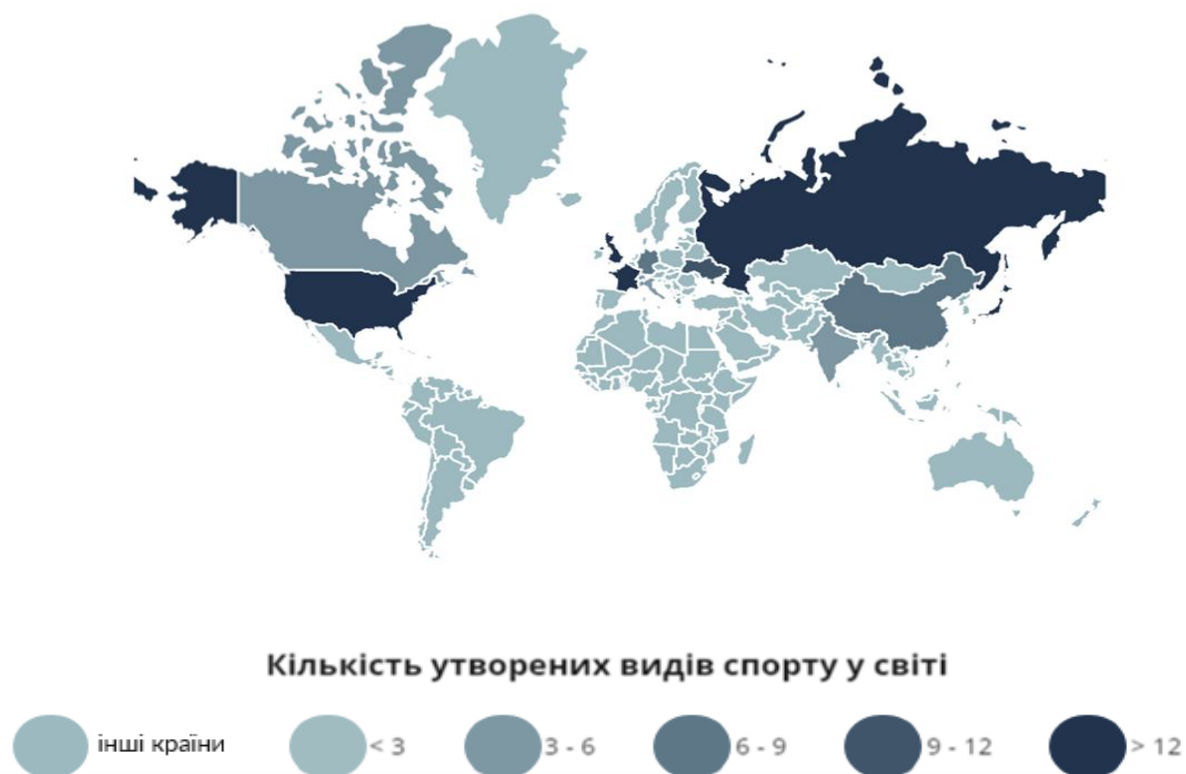 Кількість утворених видів спорту у світі
інші країни < 3 3 - 6 6 - 9 9 - 12 > 12